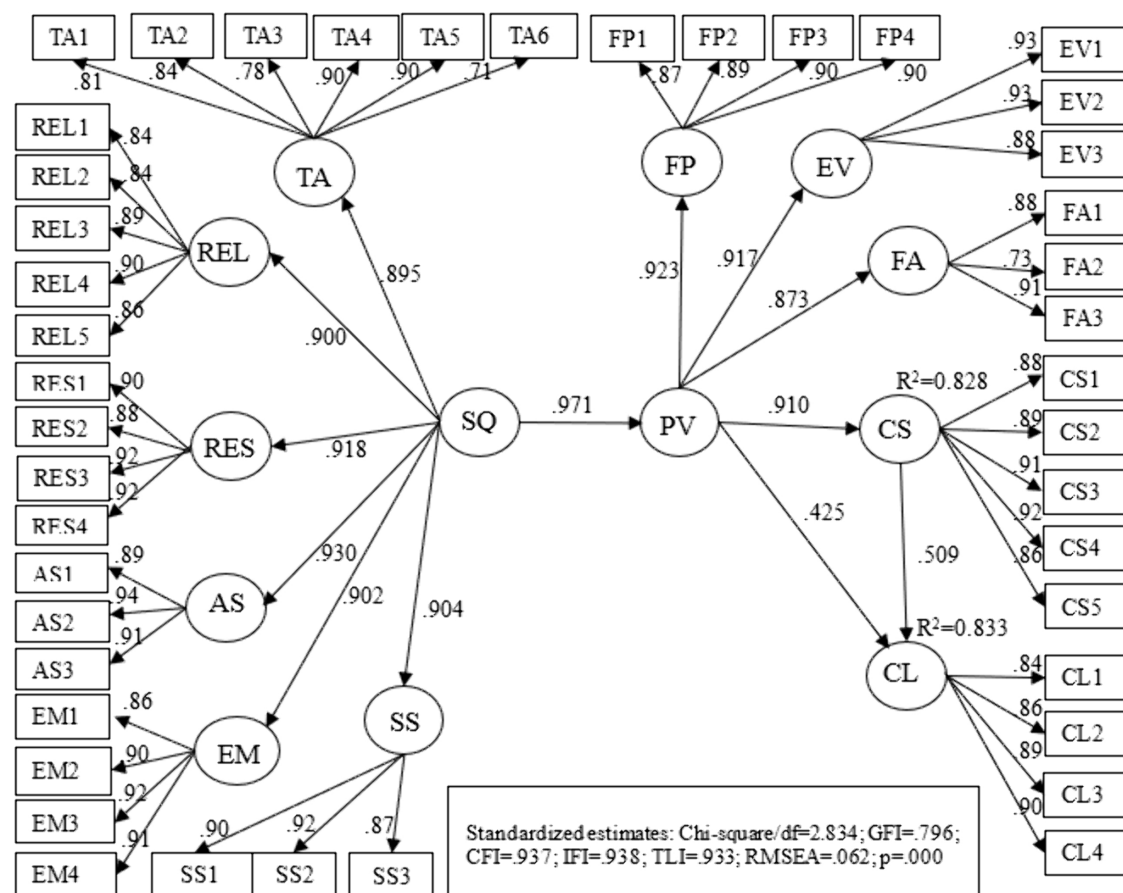 TA1 TA2 TA3 TA4 TA5 TA6 FP1 FP2 FP3 FP4
.81 .84 .78 .90 .90 .71 .87 .89 .90 .90
EV1
.93
EV2
.93
EV3
.88
REL1
.84
REL2
.84
REL3
.89
REL4
.90
REL5
.86
TA
FP
EV
REL
FA
FA1
.88
FA2
.73
FA3
.91
.895
.923
.917
.873
.900
RES1
.90
RES2
.88
RES3
.92
RES4
.92
RES
.918
SQ
.971
PV
.910
R²=0.828
CS
CS1
.88
CS2
.89
CS3
.91
CS4
.92
CS5
.86
AS1
.89
AS2
.94
AS3
.91
AS
.930
.902
.904
.425
.509
R²=0.833
CL
CL1
.84
CL2
.86
CL3
.89
CL4
.90
EM1
.86
EM2
.90
EM3
.92
EM4
.91
EM
SS
.90 .92 .87
SS1 SS2 SS3
Standardized estimates: Chi-square/df=2.834; GFI=.796;
CFI=.937; IFI=.938; TLI=.933; RMSEA=.062; p=.000